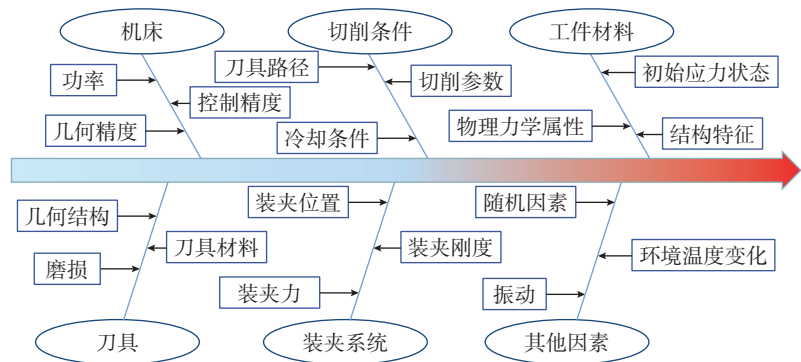 机床
切削条件
工件材料
功率
刀具路径
初始应力状态
切削参数
控制精度
几何精度
冷却条件
物理力学属性
结构特征
几何结构
装夹位置
随机因素
刀具材料
装夹刚度
环境温度变化
磨损
装夹力
振动
刀具
装夹系统
其他因素